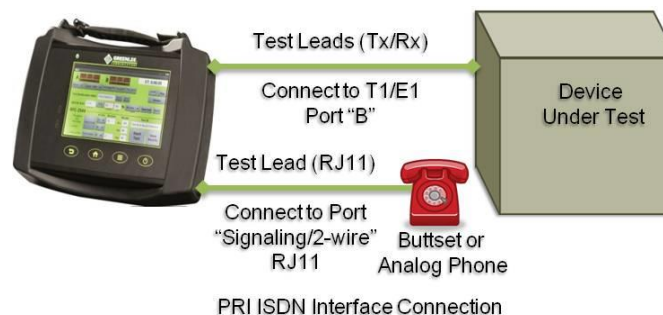 GREENLEE
Test Leads (Tx/Rx)
Connect to T1/E1
Port “B”
Device
Under Test
Test Lead (RJ11)
Connect to Port
“Signaling/2-wire”
RJ11
Buttset or
Analog Phone
PRI ISDN Interface Connection